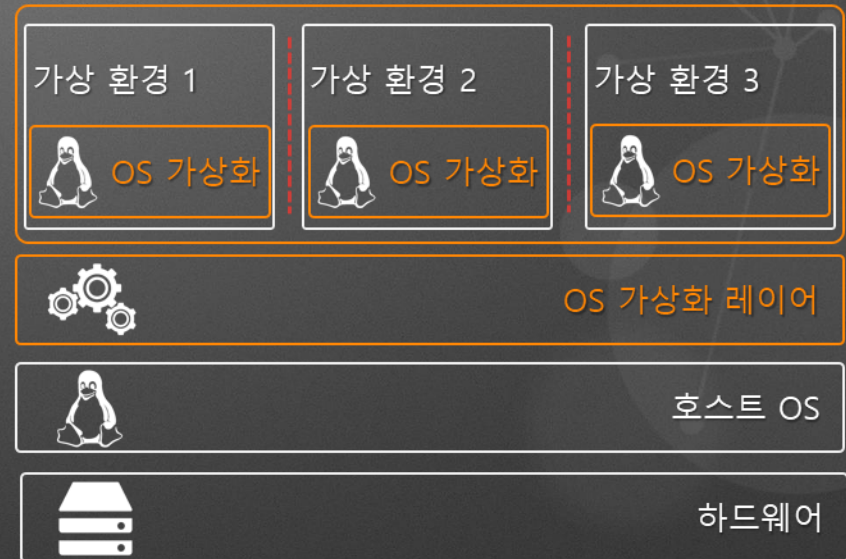 가상 환경 1
가상 환경 2
가상 환경 3
OS 가상화
OS 가상화
OS 가상화
OS 가상화 레이어
호스트 OS
하드웨어